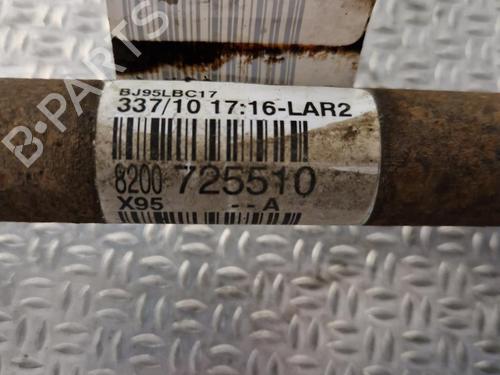 B-PARTS
BJ95LBC17
337/10 17:16-LAR2
8200 725510
X95 --A